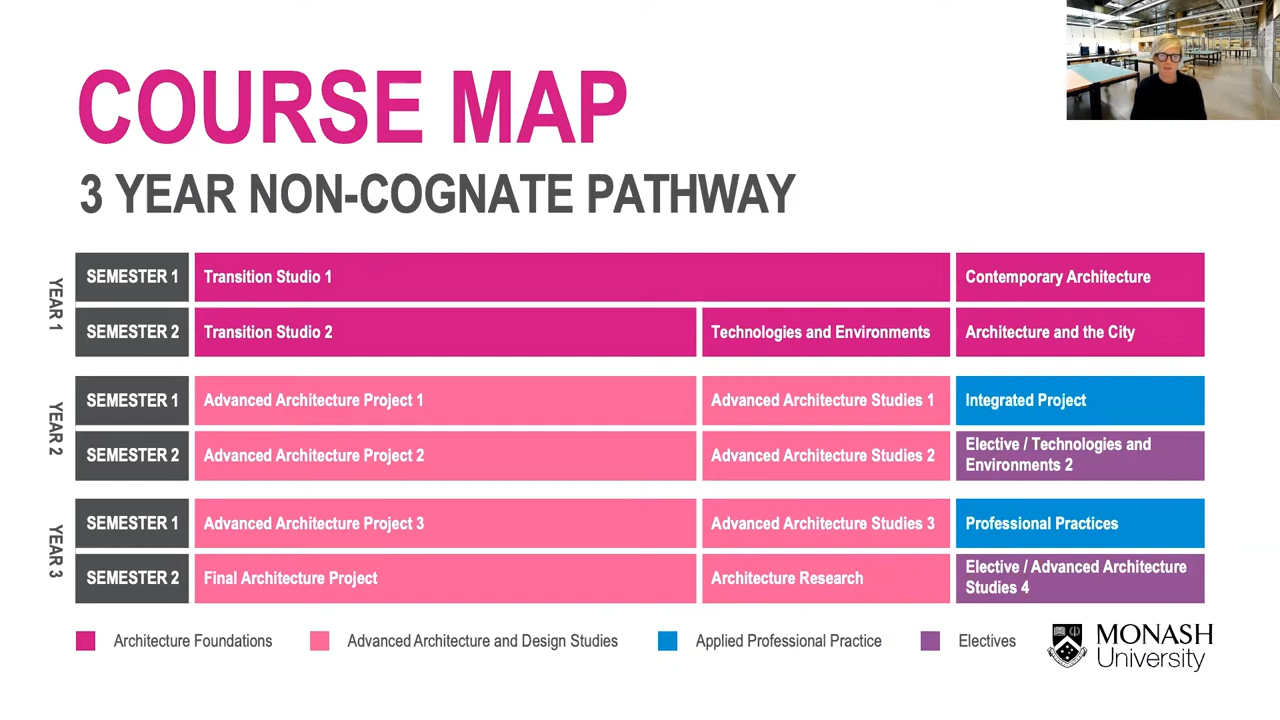 COURSE MAP
3 YEAR NON-COGNATE PATHWAY
YEAR 1
SEMESTER 1
Transition Studio 1
Contemporary Architecture
SEMESTER 2
Transition Studio 2
Technologies and Environments
Architecture and the City
YEAR 2
SEMESTER 1
Advanced Architecture Project 1
Advanced Architecture Studies 1
Integrated Project
SEMESTER 2
Advanced Architecture Project 2
Advanced Architecture Studies 2
Elective / Technologies and
Environments 2
YEAR 3
SEMESTER 1
Advanced Architecture Project 3
Advanced Architecture Studies 3
Professional Practices
SEMESTER 2
Final Architecture Project
Architecture Research
Elective / Advanced Architecture
Studies 4
Architecture Foundations
Advanced Architecture and Design Studies
Applied Professional Practice
Electives
MONASH
University